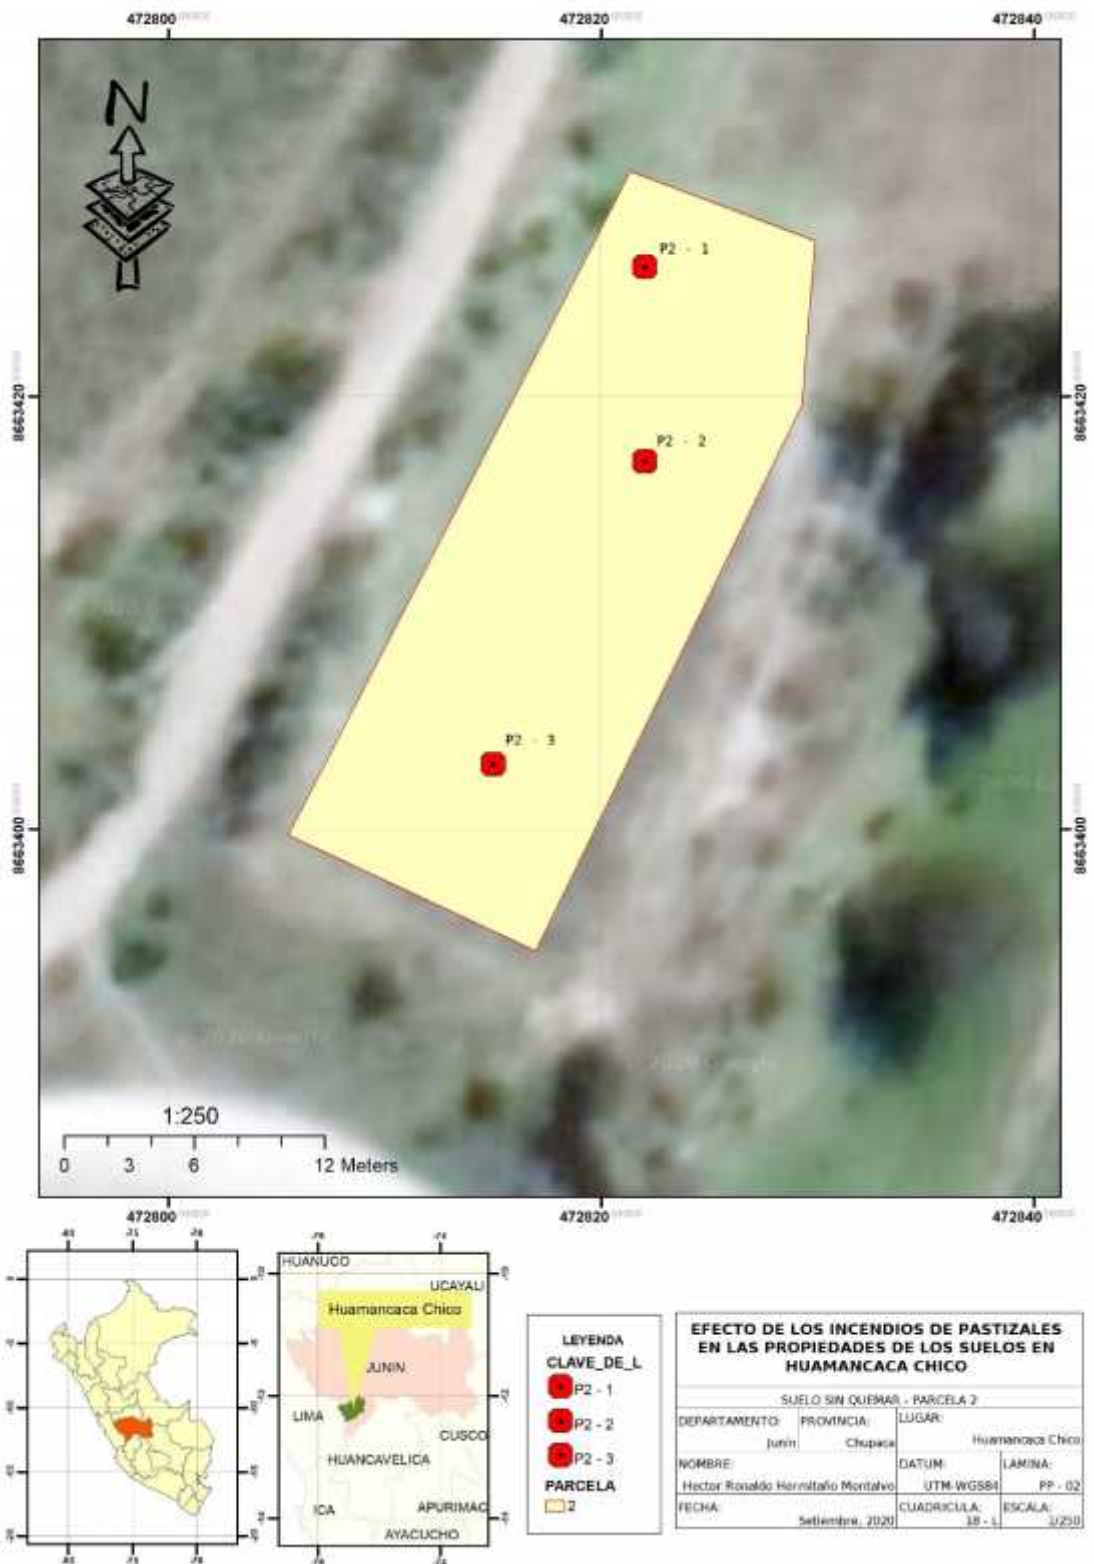 472800
472820
472840
N
P2 - 1
8663420
8663420
P2 - 2
P2 - 3
8663400
8663400
1:250
0 3 6 12 Meters
472800
472820
472840
HUANUCO
UCAYALI
Huamancaca Chico
JUNIN
LIMA
CUSCO
HUANCAVELICA
ICA
APURIMAC
AYACUCHO
LEYENDA
CLAVE_DE_L
P2 - 1
P2 - 2
P2 - 3
PARCELA
2
EFECTO DE LOS INCENDIOS DE PASTIZALES
EN LAS PROPIEDADES DE LOS SUELOS EN
HUAMANCACA CHICO
SUELO SIN QUEMAR - PARCELA 2
DEPARTAMENTO: PROVINCIA: LUGAR:
Junín Chupaca Huamancaca Chico
NOMBRE: DATUM: LAMINA:
Hector Ronaldo Hermitaño Montalvo UTM-WGS84 PP - 02
FECHA: CUADRICULA: ESCALA:
Setiembre, 2020 18 - L 1/250